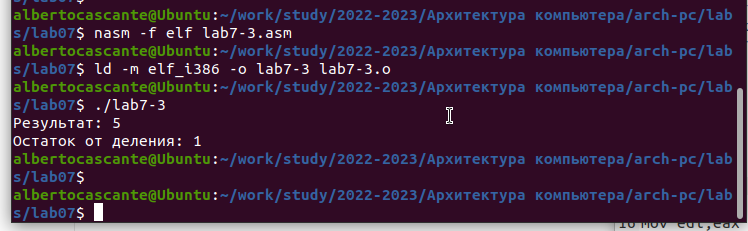 albertocascante@Ubuntu:~/work/study/2022-2023/Архитектура компьютера/arch-pc/lab
s/lab07$ nasm -f elf lab7-3.asm
albertocascante@Ubuntu:~/work/study/2022-2023/Архитектура компьютера/arch-pc/lab
s/lab07$ ld -m elf_i386 -o lab7-3 lab7-3.o
albertocascante@Ubuntu:~/work/study/2022-2023/Архитектура компьютера/arch-pc/lab
s/lab07$ ./lab7-3
Результат: 5
Остаток от деления: 1
albertocascante@Ubuntu:~/work/study/2022-2023/Архитектура компьютера/arch-pc/lab
s/lab07$
albertocascante@Ubuntu:~/work/study/2022-2023/Архитектура компьютера/arch-pc/lab
s/lab07$